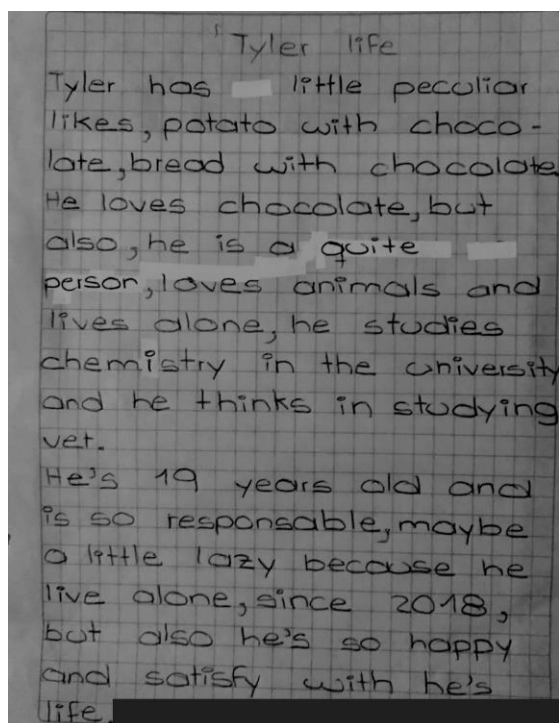 Tyler life
Tyler has little peculiar
likes, potato with choco-
late, bread with chocolate
He loves chocolate, but
also, he is a quite
person, loves animals and
lives alone, he studies
chemistry in the university
and he thinks in studying
vet.
He's 19 years old and
is so responsable, maybe
a little lazy because he
live alone, since 2018,
but also he's so happy
and satisfy with he's
life.